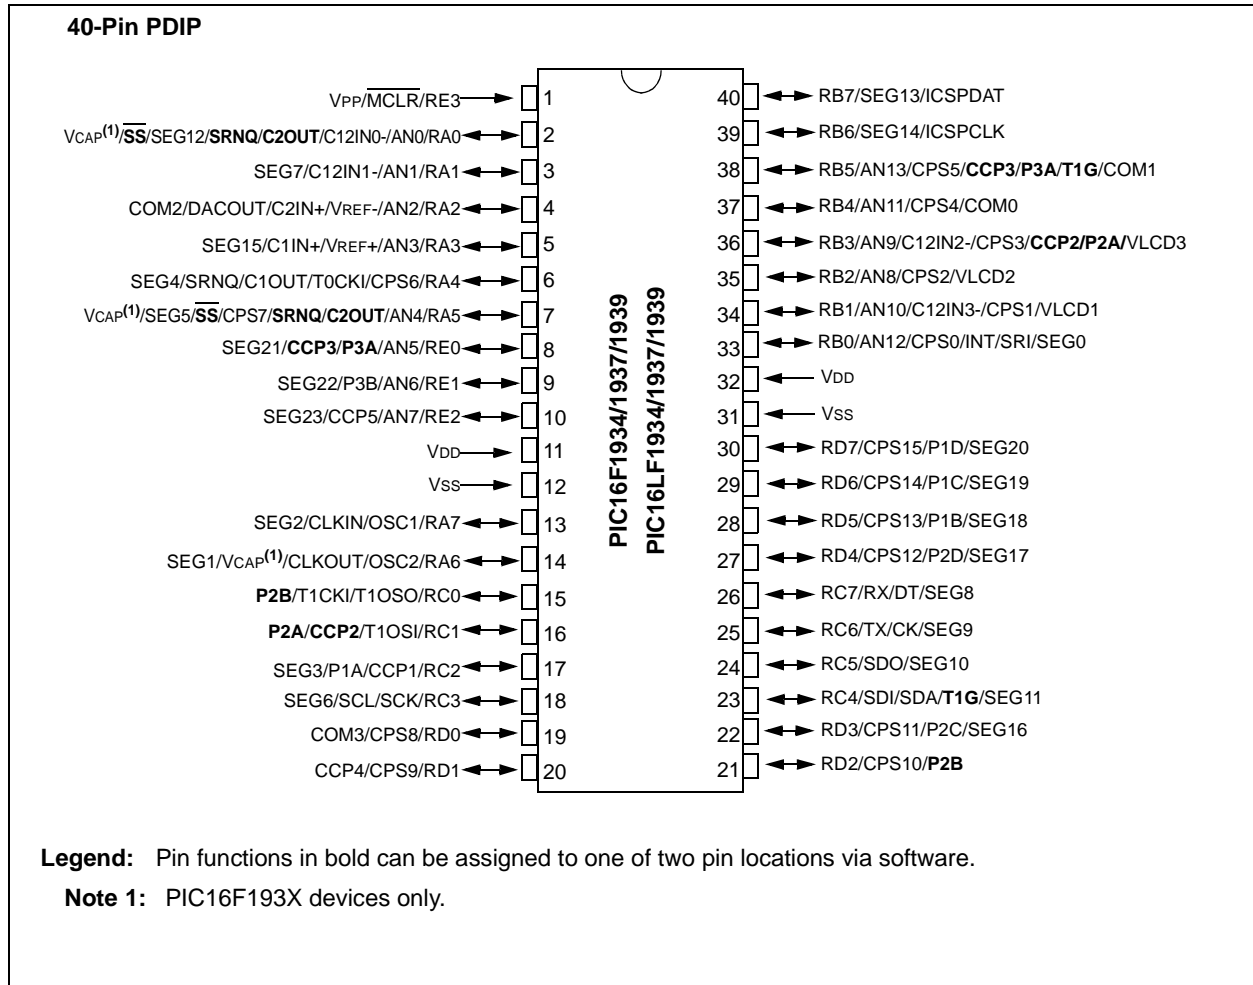 40-Pin PDIP
VPP/MCLR/RE3
1
VCAP(1)/SS/SEG12/SRNQ/C2OUT/C12IN0-/AN0/RA0
2
SEG7/C12IN1-/AN1/RA1
3
COM2/DACOUT/C2IN+/VREF-/AN2/RA2
4
SEG15/C1IN+/VREF+/AN3/RA3
5
SEG4/SRNQ/C1OUT/T0CKI/CPS6/RA4
6
VCAP(1)/SEG5/SS/CPS7/SRNQ/C2OUT/AN4/RA5
7
SEG21/CCP3/P3A/AN5/RE0
8
SEG22/P3B/AN6/RE1
9
SEG23/CCP5/AN7/RE2
10
VDD
11
VSS
12
SEG2/CLKIN/OSC1/RA7
13
SEG1/VCAP(1)/CLKOUT/OSC2/RA6
14
P2B/T1CKI/T1OSO/RC0
15
P2A/CCP2/T1OSI/RC1
16
SEG3/P1A/CCP1/RC2
17
SEG6/SCL/SCK/RC3
18
COM3/CPS8/RD0
19
CCP4/CPS9/RD1
20
PIC16F1934/1937/1939
PIC16LF1934/1937/1939
40
RB7/SEG13/ICSPDAT
39
RB6/SEG14/ICSPCLK
38
RB5/AN13/CPS5/CCP3/P3A/T1G/COM1
37
RB4/AN11/CPS4/COM0
36
RB3/AN9/C12IN2-/CPS3/CCP2/P2A/VLCD3
35
RB2/AN8/CPS2/VLCD2
34
RB1/AN10/C12IN3-/CPS1/VLCD1
33
RB0/AN12/CPS0/INT/SRI/SEG0
32
VDD
31
VSS
30
RD7/CPS15/P1D/SEG20
29
RD6/CPS14/P1C/SEG19
28
RD5/CPS13/P1B/SEG18
27
RD4/CPS12/P2D/SEG17
26
RC7/RX/DT/SEG8
25
RC6/TX/CK/SEG9
24
RC5/SDO/SEG10
23
RC4/SDI/SDA/T1G/SEG11
22
RD3/CPS11/P2C/SEG16
21
RD2/CPS10/P2B
Legend: Pin functions in bold can be assigned to one of two pin locations via software.
Note 1: PIC16F193X devices only.